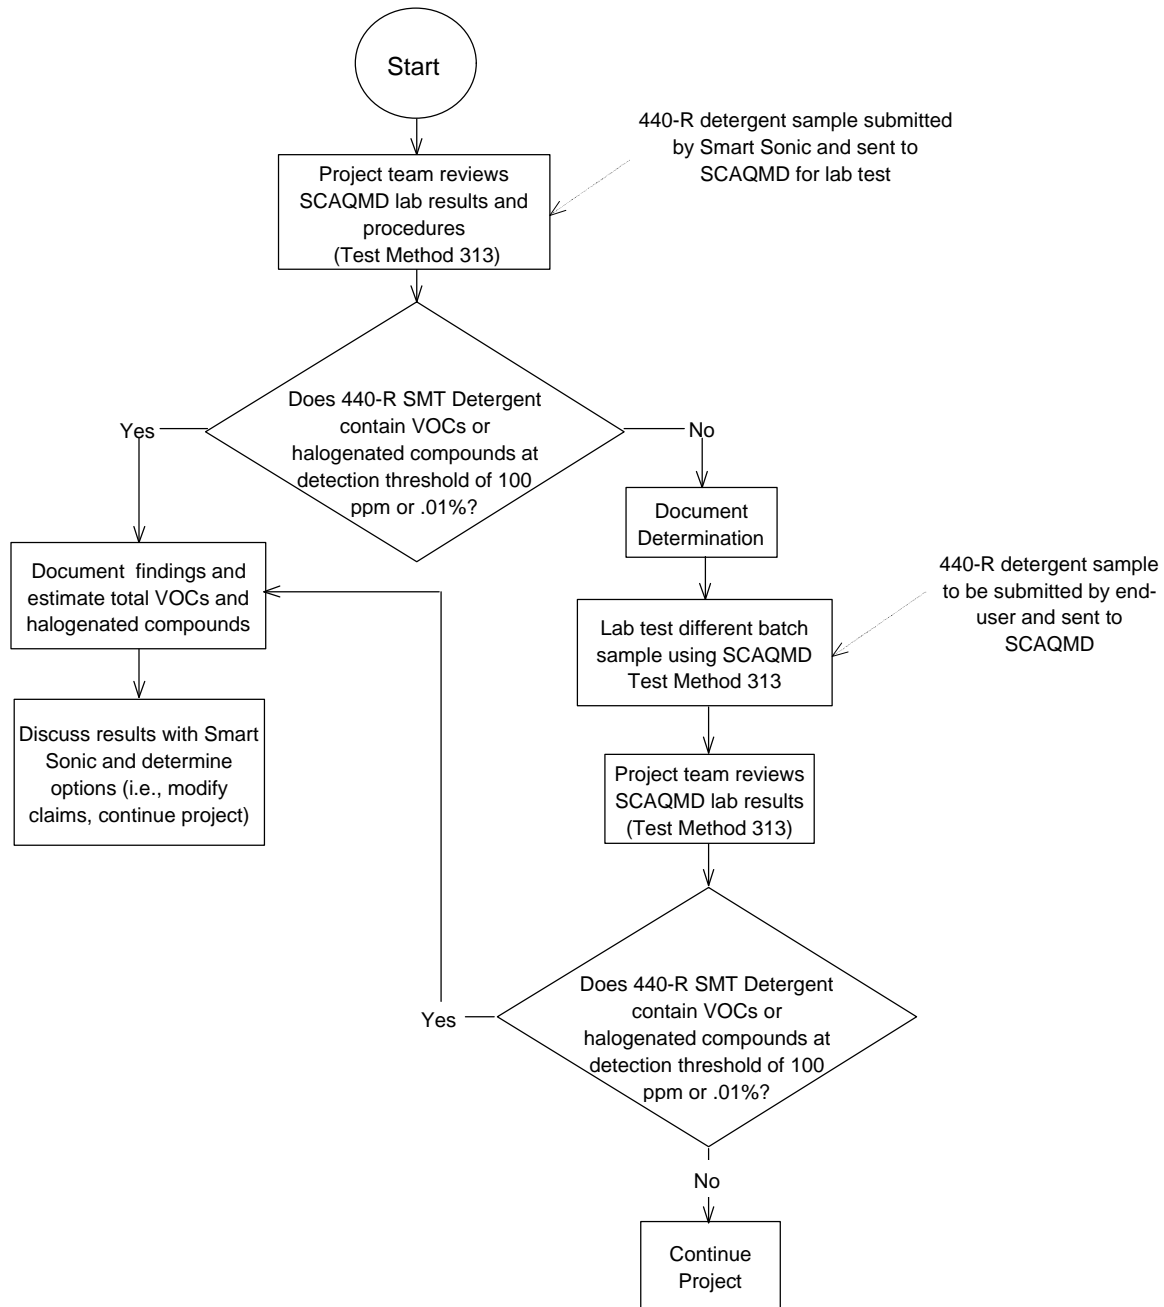 Start
440-R detergent sample submitted
by Smart Sonic and sent to
SCAQMD for lab test
Project team reviews
SCAQMD lab results and
procedures
(Test Method 313)
Does 440-R SMT Detergent
contain VOCs or
halogenated compounds at
detection threshold of 100
ppm or .01%?
Yes
No
Document
Determination
Document  findings and
estimate total VOCs and
halogenated compounds
440-R detergent sample
to be submitted by end-
user and sent to
SCAQMD
Lab test different batch
sample using SCAQMD
Test Method 313
Discuss results with Smart
Sonic and determine
options (i.e., modify
claims, continue project)
Project team reviews
SCAQMD lab results
(Test Method 313)
Does 440-R SMT Detergent
contain VOCs or
halogenated compounds at
detection threshold of 100
ppm or .01%?
Yes
No
Continue
Project